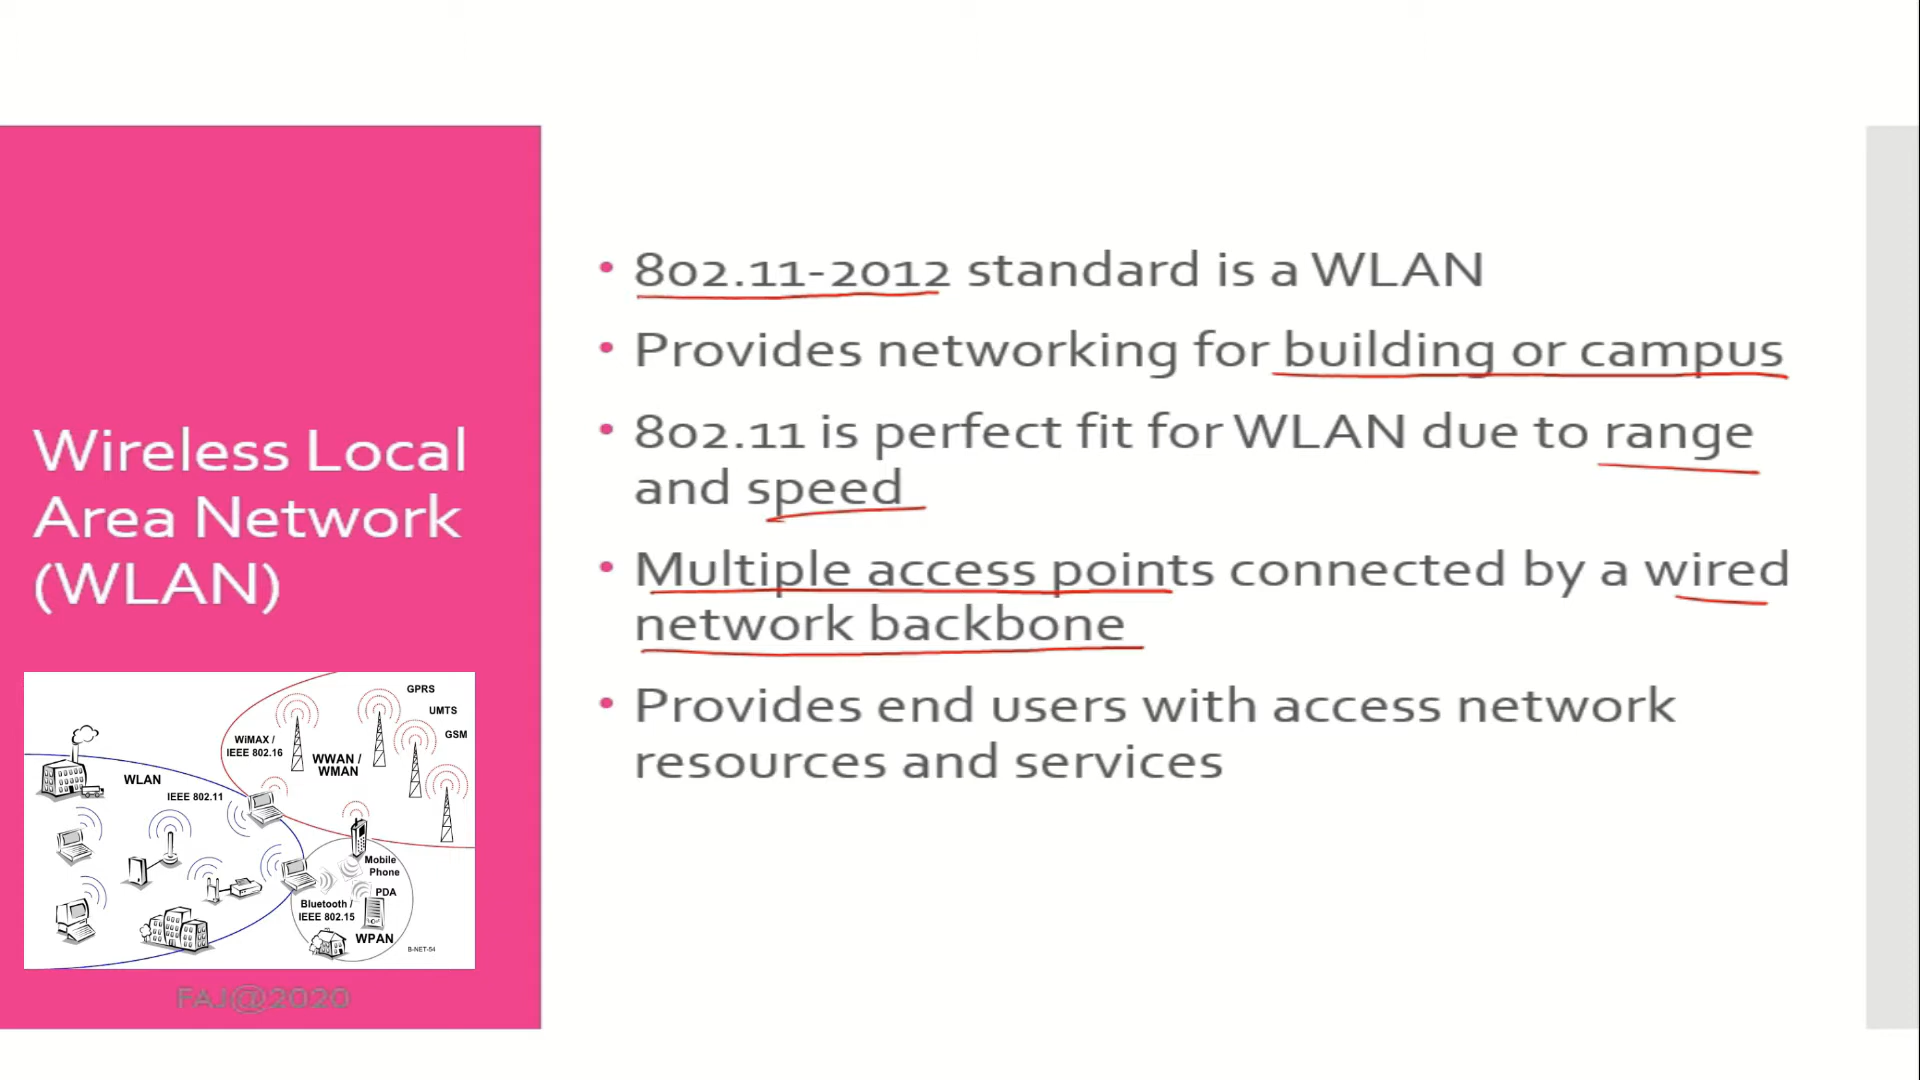 Wireless Local
Area Network
(WLAN)
GPRS
UMTS
GSM
WiMAX /
IEEE 802.16
WWAN /
WMAN
WLAN
IEEE 802.11
Mobile
Phone
PDA
Bluetooth /
IEEE 802.15
WPAN
B-NET-54
FAJ@2020
• 802.11-2012 standard is a WLAN
• Provides networking for building or campus
• 802.11 is perfect fit for WLAN due to range
and speed
• Multiple access points connected by a wired
network backbone
• Provides end users with access network
resources and services